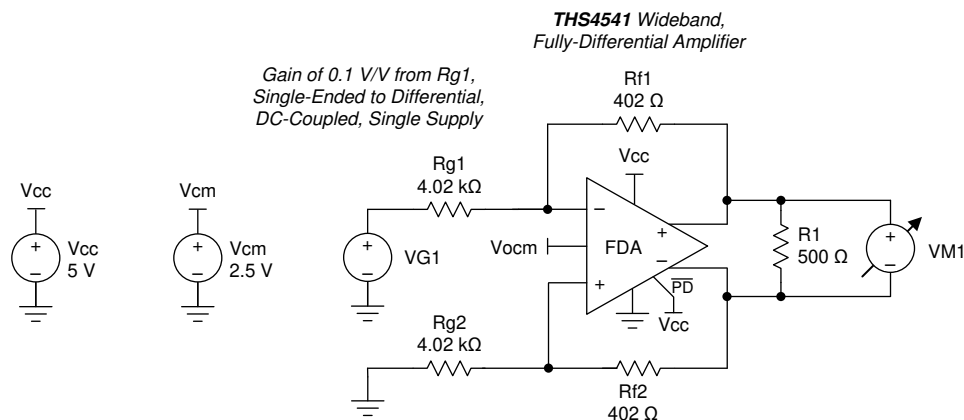 THS4541 Wideband,
Fully-Differential Amplifier
Gain of 0.1 V/V from Rg1,
Single-Ended to Differential,
DC-Coupled, Single Supply
Rf1
402 Ω
Rg1
4.02 kΩ
Vcc
Vcc
Vcm
+
−
Vcc
5 V
+
−
Vcm
2.5 V
+
−
VG1
Vocm
−
+
FDA
+
−
PD
Vcc
R1
500 Ω
+
−
VM1
Rg2
4.02 kΩ
Rf2
402 Ω